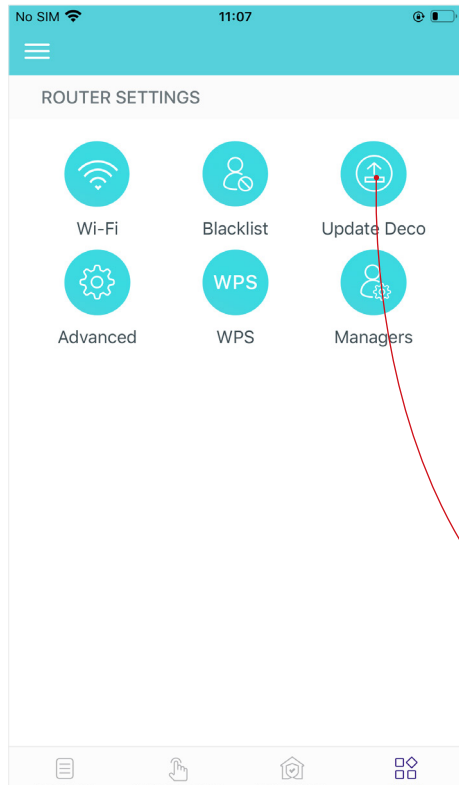 No SIM 11:07
ROUTER SETTINGS
Wi-Fi Blacklist Update Deco
WPS
Advanced WPS Managers